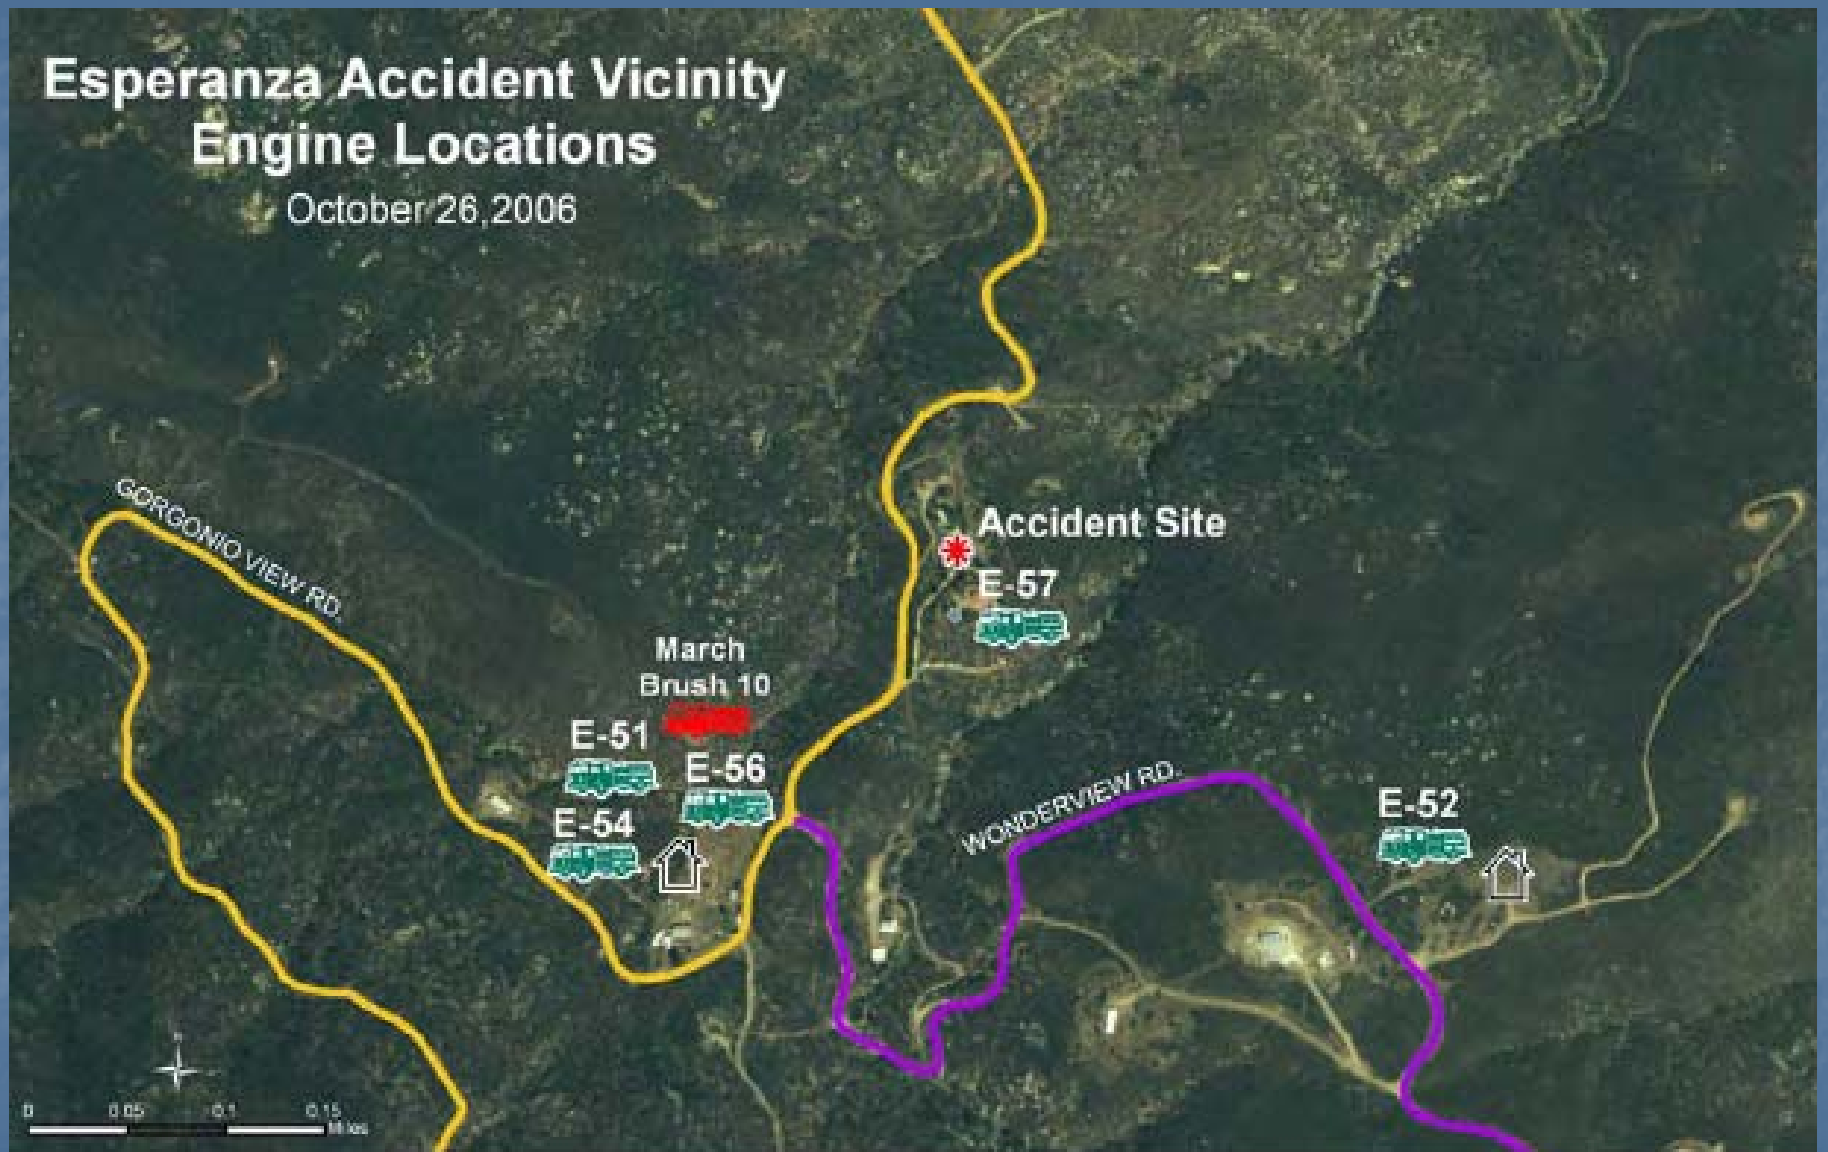 Esperanza Accident Vicinity
Engine Locations
October 26,2006
GORGONIO VIEW RD.
Accident Site
E-57
March
Brush 10
E-51
E-56
E-54
WONDERVIEW RD.
E-52
0 0.05 0.1 0.15
Miles